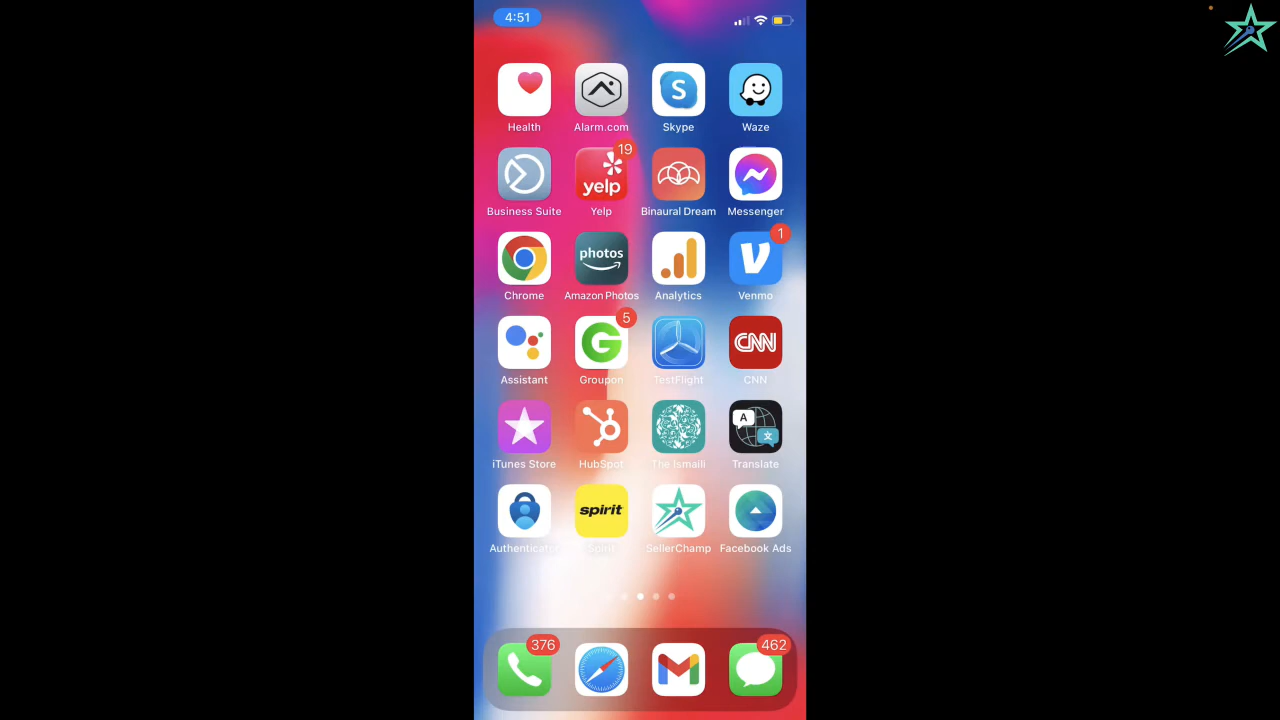 4:51
Health Alarm.com Skype Waze
19
yelp
Business Suite Yelp Binaural Dream Messenger
1
photos
Chrome Amazon Photos Analytics Venmo
5
CNN
Assistant Groupon TestFlight CNN
A 文
iTunes Store HubSpot The Ismaili Translate
spirit
Authenticator Spirit SellerChamp Facebook Ads
376 462